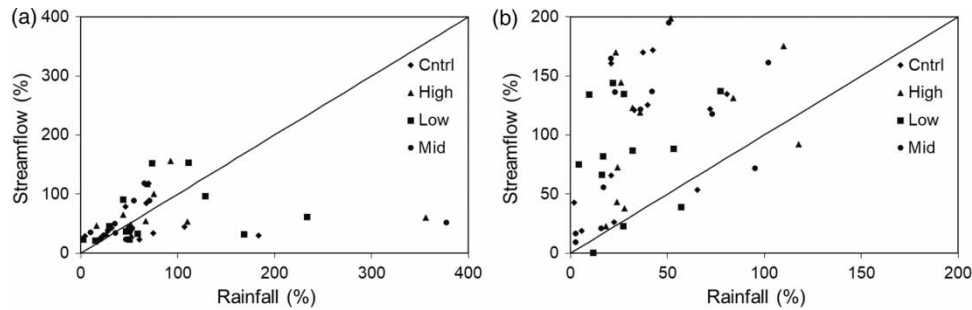 (a)
400
300
200
100
0
Streamflow (%)
0 100 200 300 400
Rainfall (%)
Cntrl
High
Low
Mid
(b)
200
150
100
50
0
Streamflow (%)
0 50 100 150 200
Rainfall (%)
Cntrl
High
Low
Mid